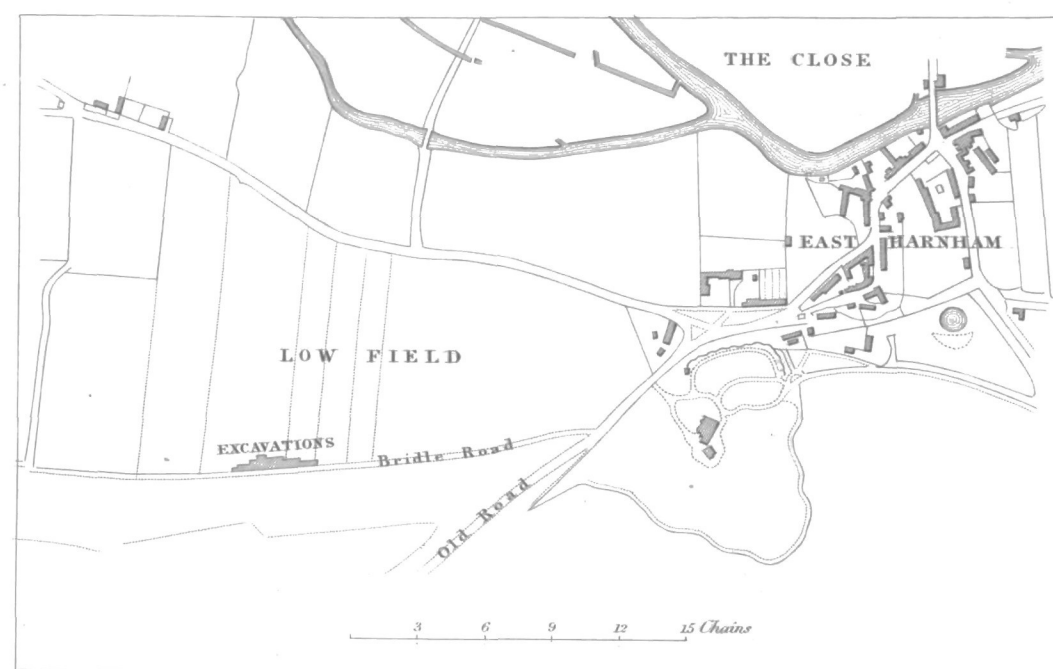 THE CLOSE
EAST HARNHAM
LOW FIELD
EXCAVATIONS
Bridle Road
Old Road
3 6 9 12 15 Chains